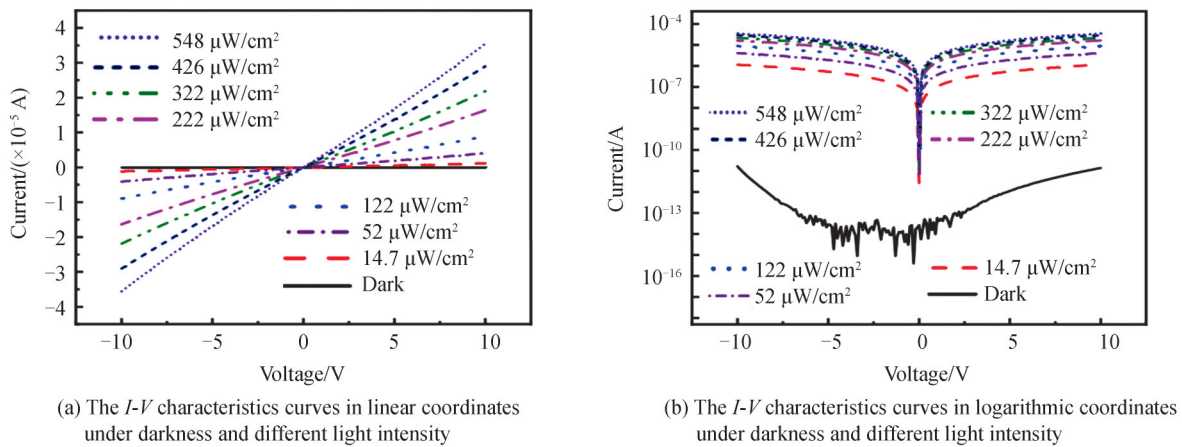 4
3
2
1
0
−1
−2
−3
−4
Current/(×10⁻⁵ A)
548 μW/cm²
426 μW/cm²
322 μW/cm²
222 μW/cm²
122 μW/cm²
52 μW/cm²
14.7 μW/cm²
Dark
−10 −5 0 5 10
Voltage/V
(a) The I-V characteristics curves in linear coordinates
under darkness and different light intensity
10⁻⁴
10⁻⁷
10⁻¹⁰
10⁻¹³
10⁻¹⁶
Current/A
548 μW/cm² 322 μW/cm²
426 μW/cm² 222 μW/cm²
122 μW/cm² 14.7 μW/cm²
52 μW/cm² Dark
−10 −5 0 5 10
Voltage/V
(b) The I-V characteristics curves in logarithmic coordinates
under darkness and different light intensity